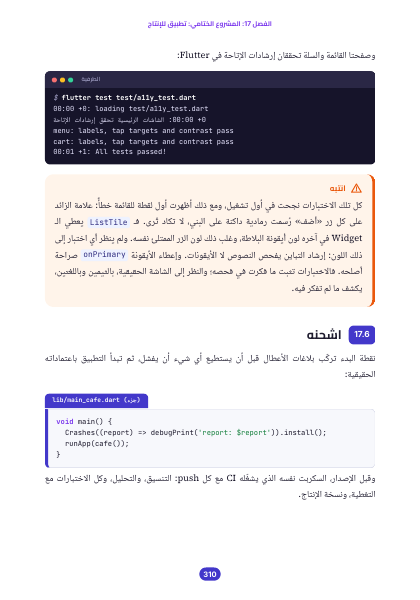 الفصل 17: المشروع الختامي: تطبيق للإنتاج
وصفحتا القائمة والسلة تحققان إرشادات الإتاحة في Flutter:
الطرفية
$ flutter test test/a11y_test.dart
00:00 +0: loading test/a11y_test.dart
00:00 +0: الشاشات الرئيسية تحقق إرشادات الإتاحة
menu: labels, tap targets and contrast pass
cart: labels, tap targets and contrast pass
00:01 +1: All tests passed!
انتبه
كل تلك الاختبارات نجحت في أول تشغيل، ومع ذلك أظهرت أول لقطة للقائمة خطأً: علامة الزائد
على كل زر «أضف» رُسمت رمادية داكنة على البني، لا تكاد تُرى. فـ ListTile يعطي الـ
Widget في آخره لون أيقونة البلاطة، وغلب ذلك لون الزر الممتلئ نفسه. ولم ينظر أي اختبار إلى
ذلك اللون: إرشاد التباين يفحص النصوص لا الأيقونات. وإعطاء الأيقونة onPrimary صراحة
أصلحه. فالاختبارات تثبت ما فكرت في فحصه؛ والنظر إلى الشاشة الحقيقية، بالثيمين وباللغتين،
يكشف ما لم تفكر فيه.
17.6 اشحنه
نقطة البدء تركّب بلاغات الأعطال قبل أن يستطيع أي شيء أن يفشل، ثم تبدأ التطبيق باعتماداته
الحقيقية:
lib/main_cafe.dart (جزء)
void main() {
Crashes((report) => debugPrint('report: $report')).install();
runApp(cafe());
}
وقبل الإصدار، السكربت نفسه الذي يشغّله CI مع كل push: التنسيق، والتحليل، وكل الاختبارات مع
التغطية، ونسخة الإنتاج.
310